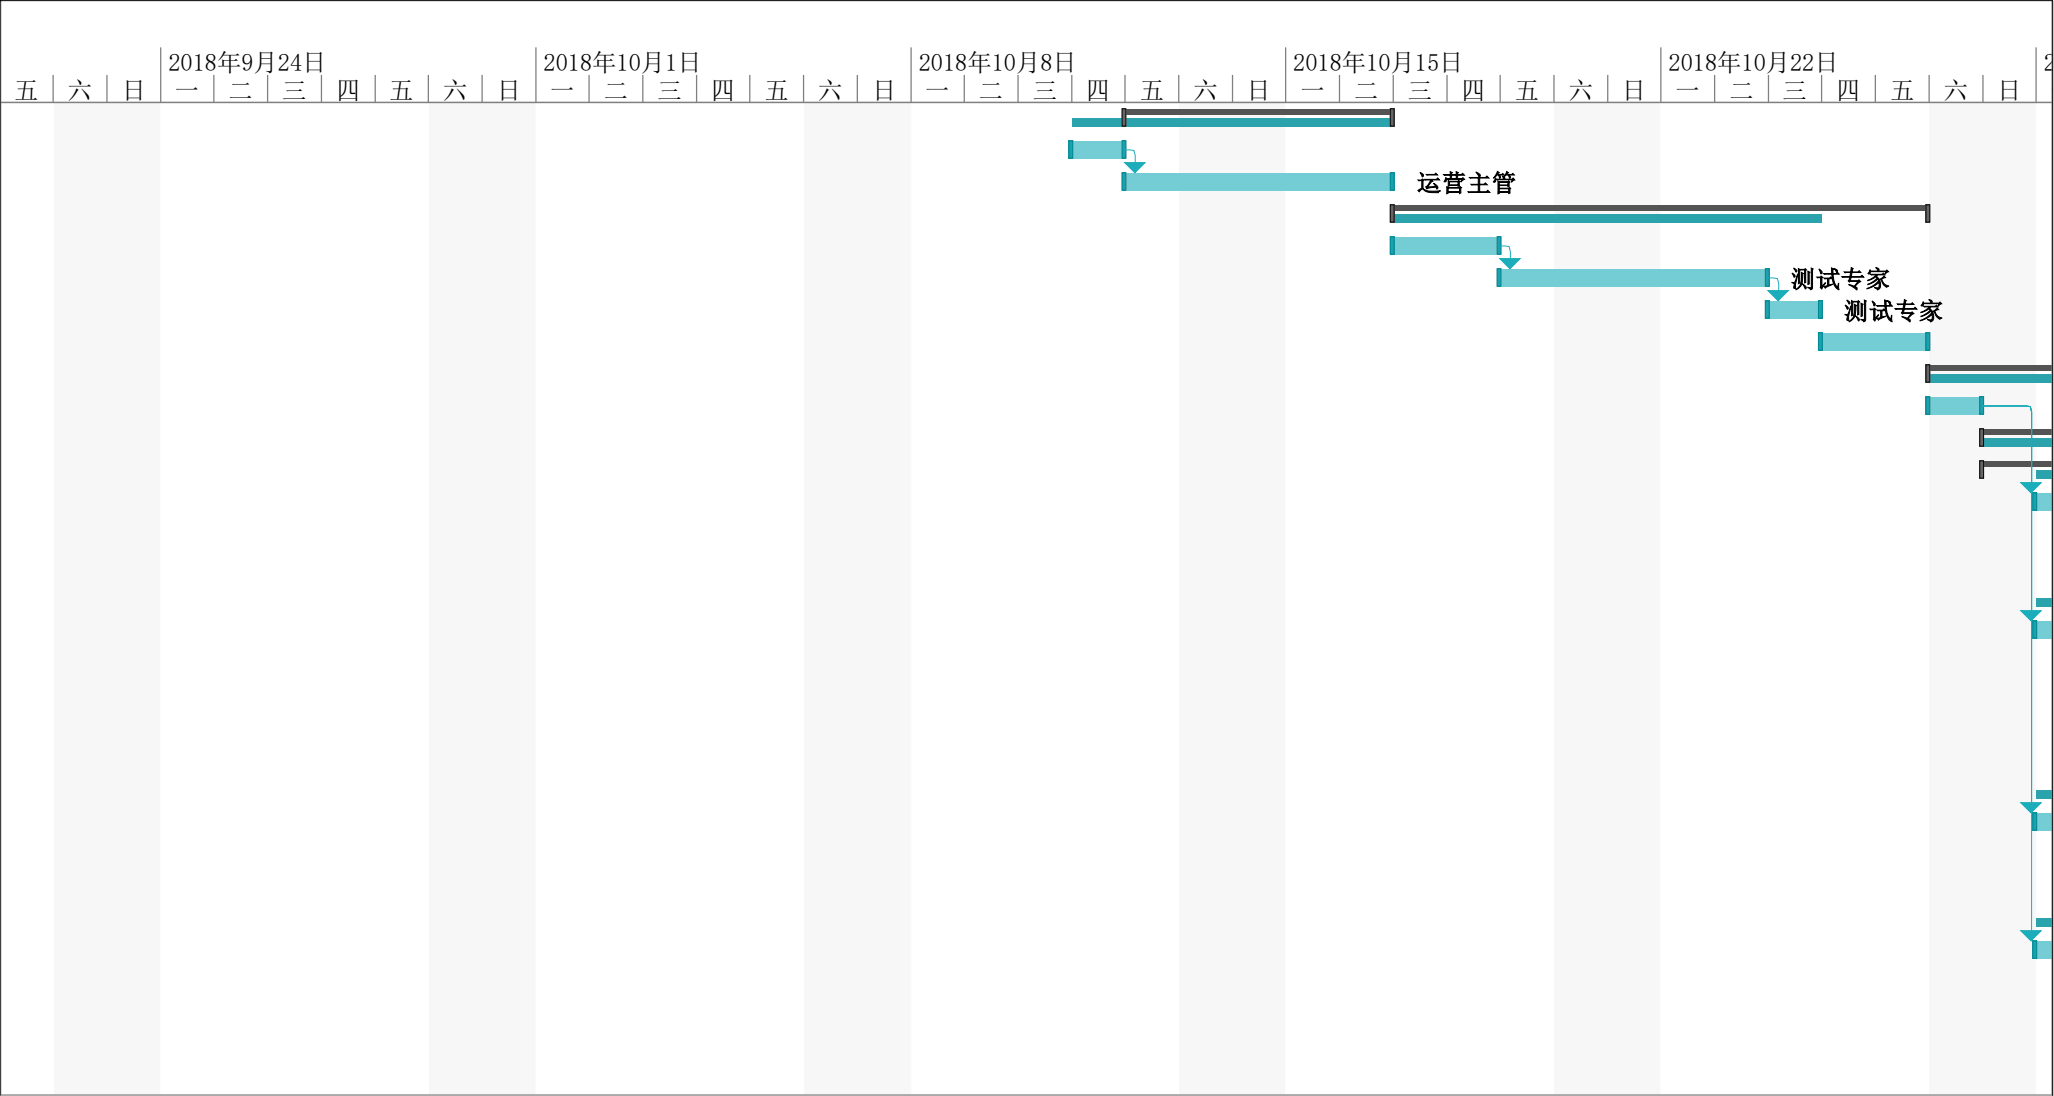 2018年9月24日 2018年10月1日 2018年10月8日 2018年10月15日 2018年10月22日 2
五 六 日 一 二 三 四 五 六 日 一 二 三 四 五 六 日 一 二 三 四 五 六 日 一 二 三 四 五 六 日 一 二 三 四 五 六 日
运营主管
测试专家
测试专家